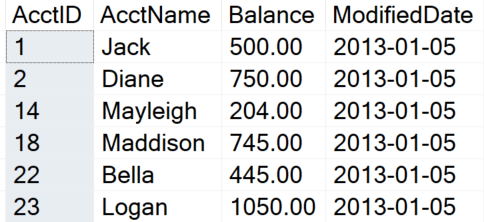 AcctID AcctName Balance ModifiedDate
1 Jack 500.00 2013-01-05
2 Diane 750.00 2013-01-05
14 Mayleigh 204.00 2013-01-05
18 Maddison 745.00 2013-01-05
22 Bella 445.00 2013-01-05
23 Logan 1050.00 2013-01-05